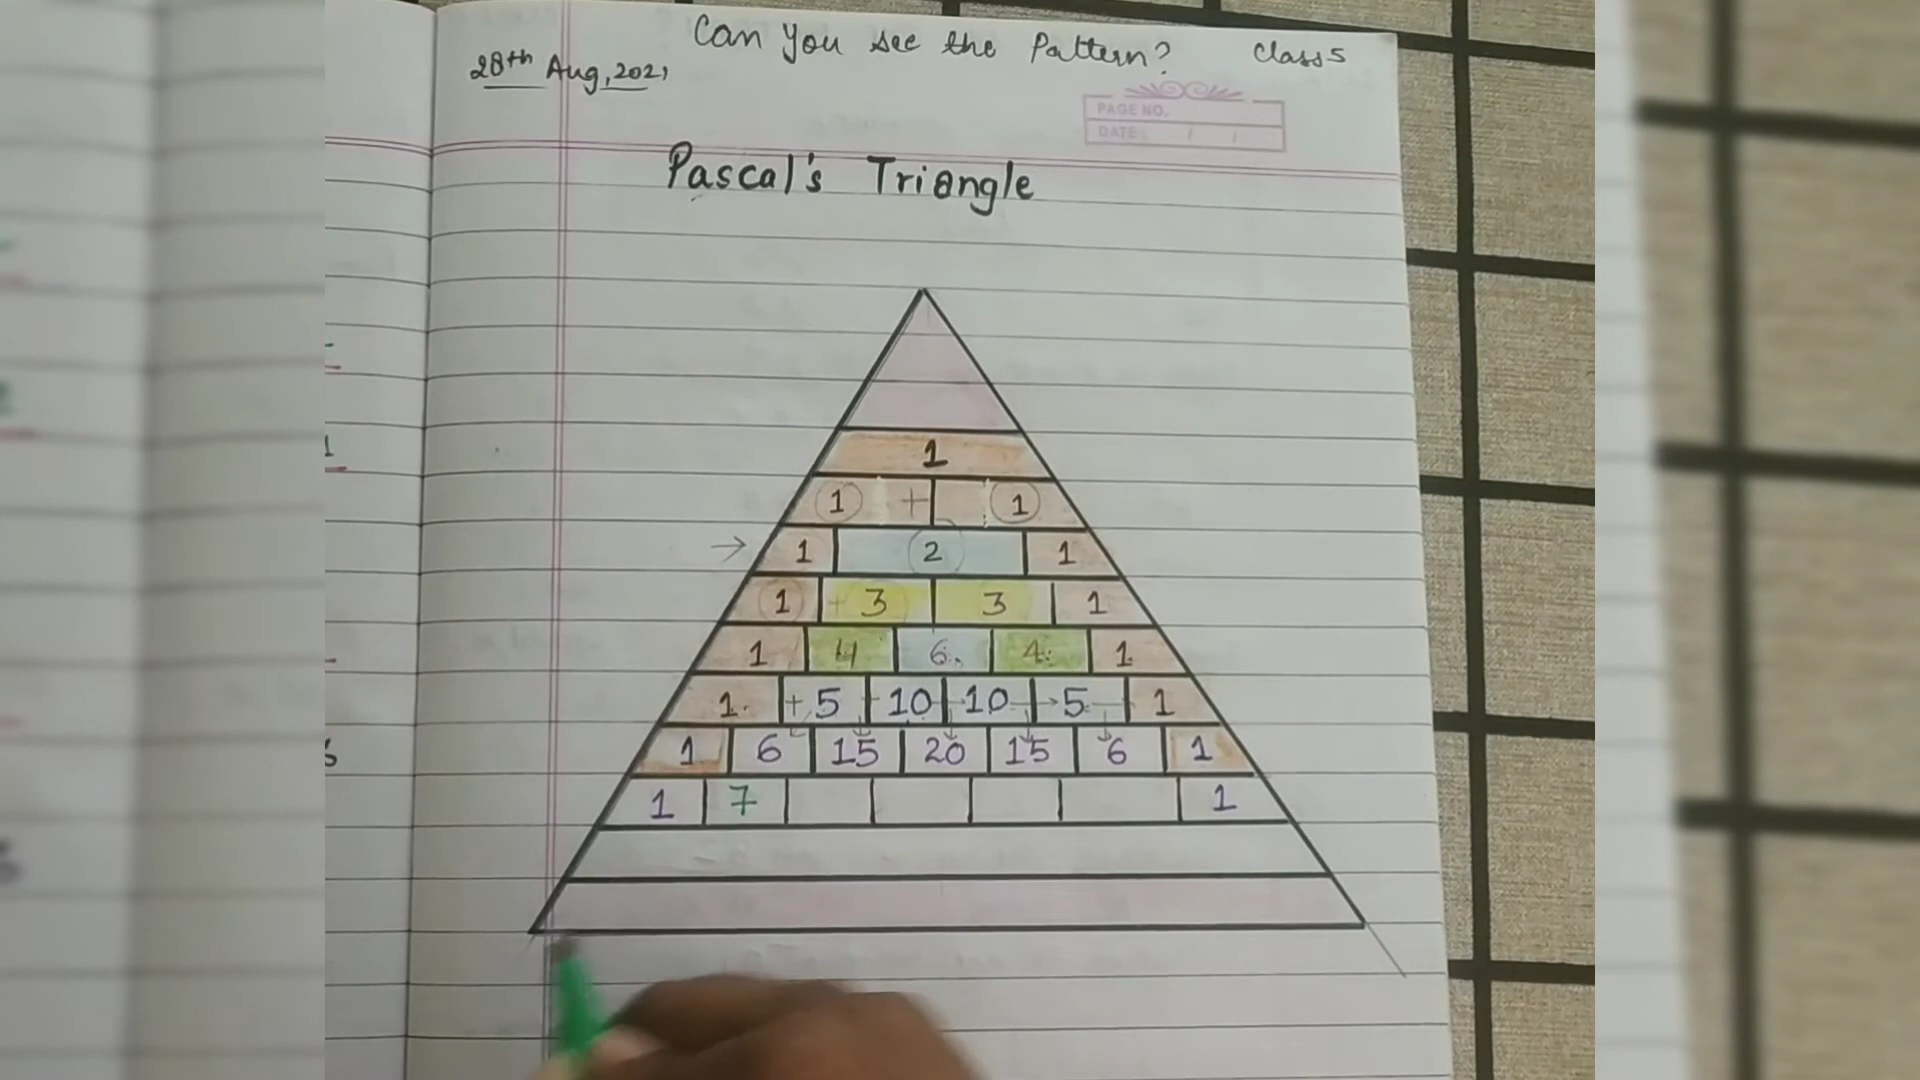 Can You see the Pattern? Class 5
28th Aug, 2021
PAGE NO.
DATE: / /
Pascal's Triangle
1
1 + 1
→ 1 2 1
1 + 3 3 1
1 4 6 4 1
1 + 5 10 10 5 1
1 6 15 20 15 6 1
1 7 1